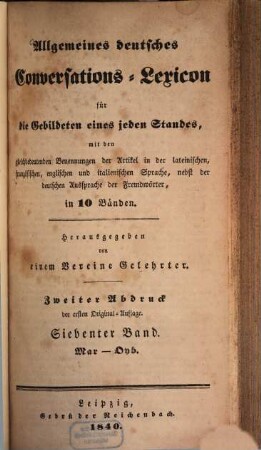 Allgemeines deutsches
Conversations-Lexicon
für
die Gebildeten eines jeden Standes,
mit den
gleichbedeutenden Benennungen der Artikel in der lateinischen,
französischen, englischen und italienischen Sprache, nebst der
deutschen Aussprache der Fremdwörter,
in 10 Bänden.
Herausgegeben
von
einem Vereine Gelehrter.
Zweiter Abdruck
der ersten Original-Auflage.
Siebenter Band.
Mar — Oyb.
Leipzig,
Gebrüder Reichenbach.
1840.